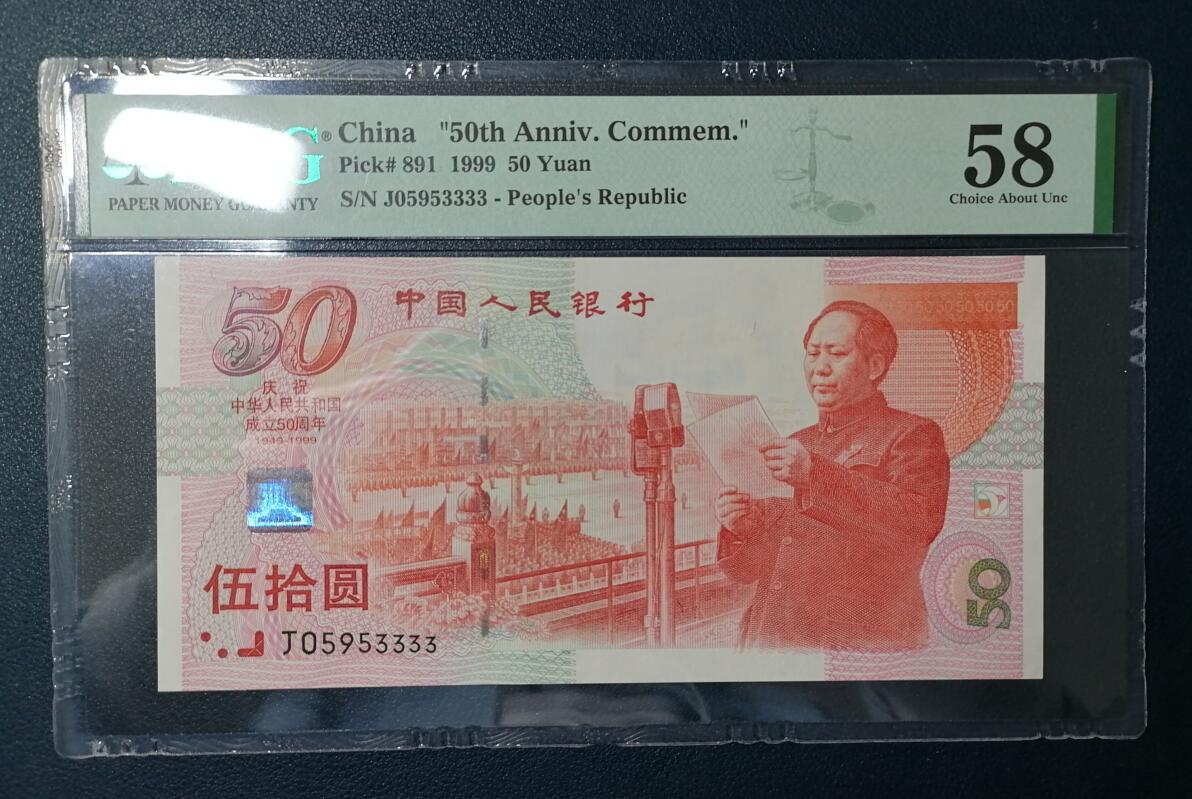 China "50th Anniv. Commem."
Pick# 891 1999 50 Yuan
S/N J05953333 - People's Republic
PAPER MONEY
58
Choice About Unc
50
中国人民银行
庆祝
中华人民共和国
成立50周年
1949-1999
伍拾圆
J05953333
50